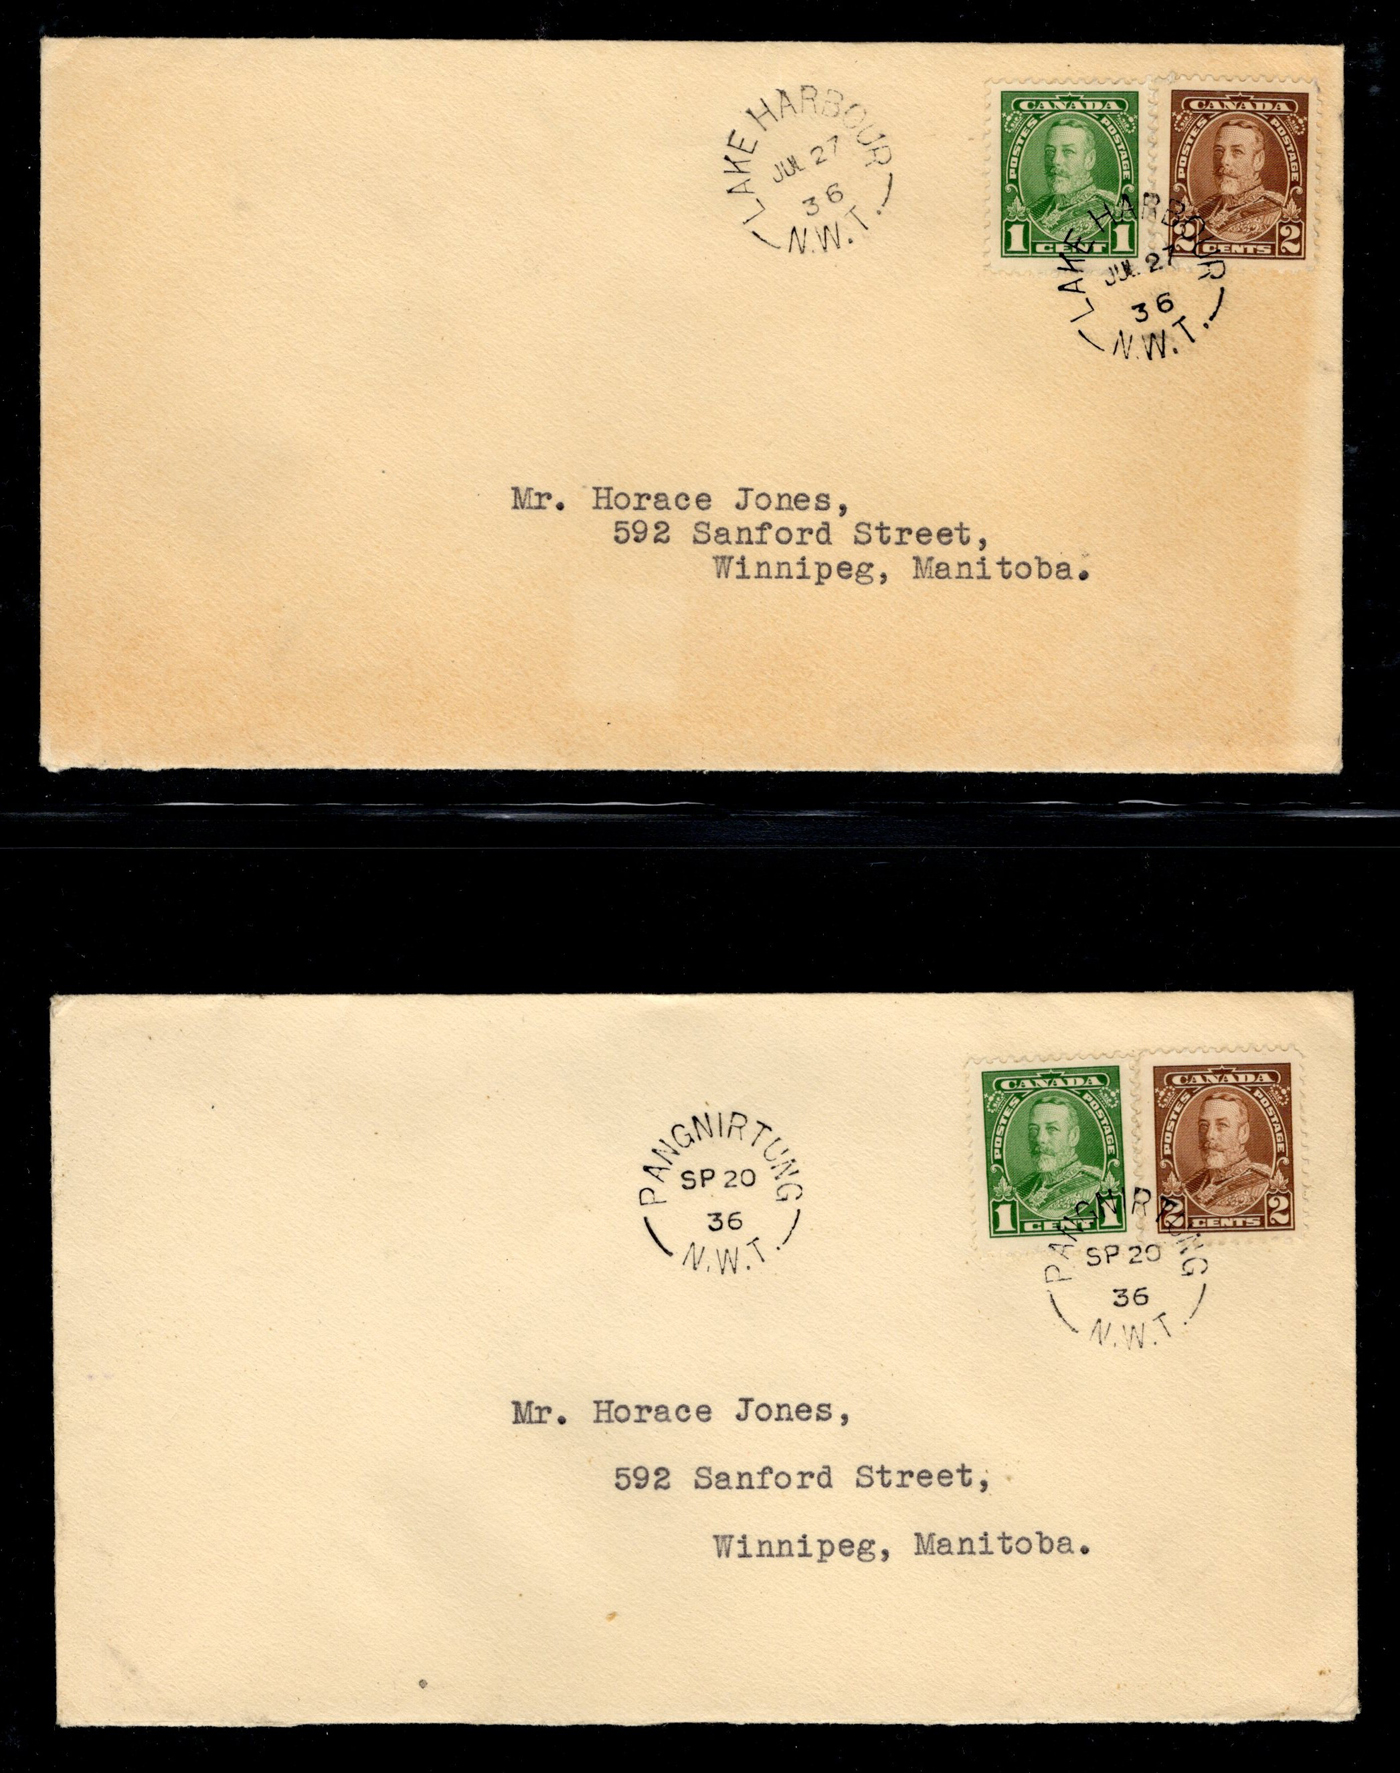 LAKE HARBOUR
JUL 27
36
N.W.T.
CANADA
POSTES POSTAGE
1 CENT 1
CANADA
POSTES POSTAGE
2 CENTS 2
LAKE HARBOUR
JUL 27
36
N.W.T.
Mr. Horace Jones,
592 Sanford Street,
Winnipeg, Manitoba.
PANGNIRTUNG
SP 20
36
N.W.T.
CANADA
POSTES POSTAGE
1 CENT 1
CANADA
POSTES POSTAGE
2 CENTS 2
PANGNIRTUNG
SP 20
36
N.W.T.
Mr. Horace Jones,
592 Sanford Street,
Winnipeg, Manitoba.